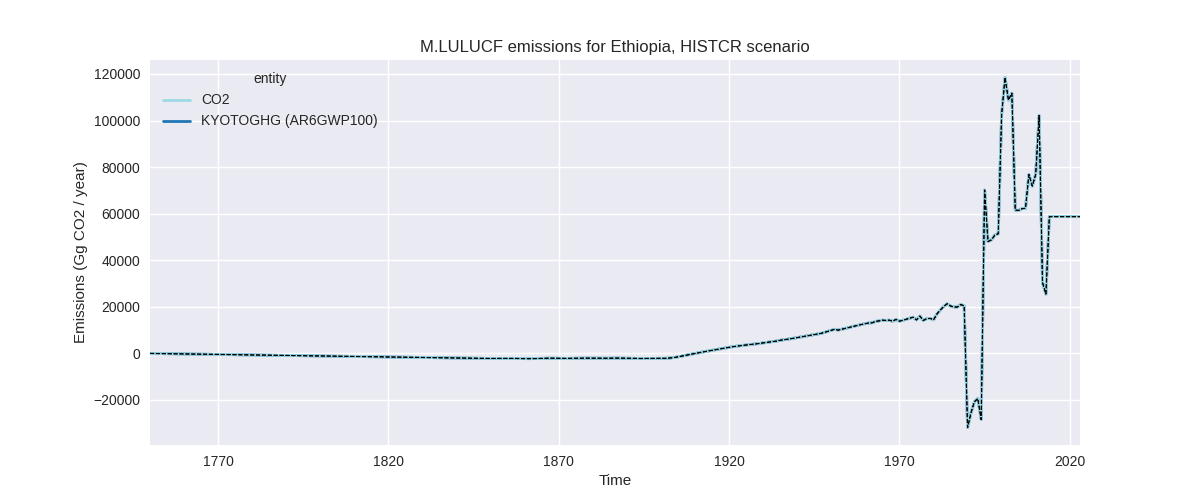 M.LULUCF emissions for Ethiopia, HISTCR scenario
120000
100000
80000
60000
40000
20000
0
−20000
Emissions (Gg CO2 / year)
entity
CO2
KYOTOGHG (AR6GWP100)
1770
1820
1870
1920
1970
2020
Time